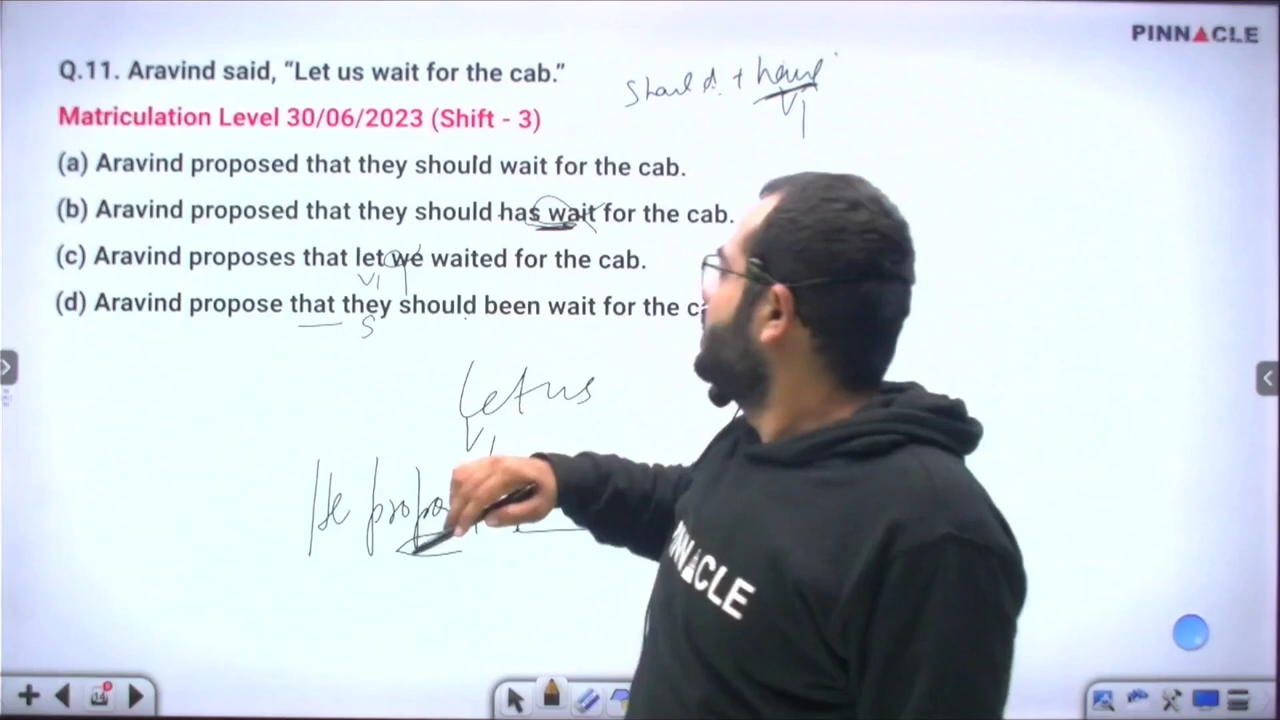 PINNACLE
Q.11. Aravind said, “Let us wait for the cab.”
Should + have
V1
Matriculation Level 30/06/2023 (Shift - 3)
(a) Aravind proposed that they should wait for the cab.
(b) Aravind proposed that they should has wait for the cab.
(c) Aravind proposes that let we waited for the cab.
V1
(d) Aravind propose that they should been wait for the
S
Let us
V1
He propo
PINNACLE
14